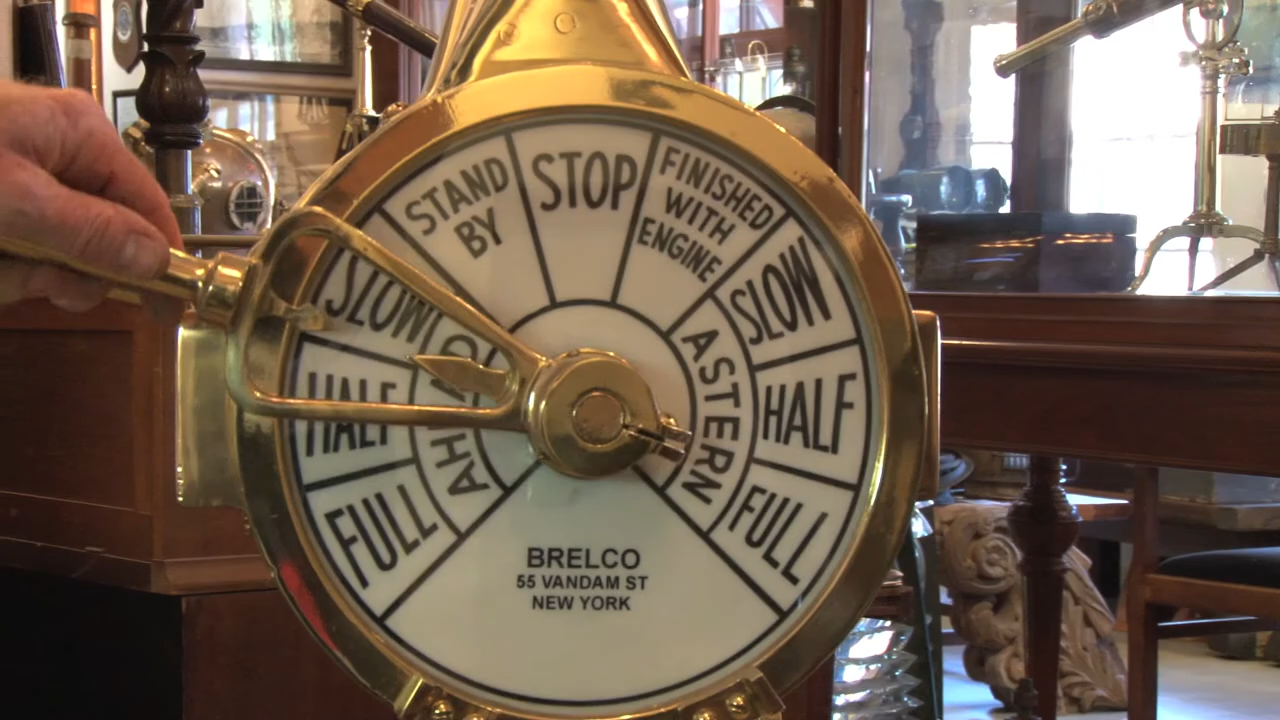 STAND
BY
STOP
FINISHED
WITH
ENGINE
SLOW
HALF
FULL
AHEAD
SLOW
HALF
FULL
ASTERN
BRELCO
55 VANDAM ST
NEW YORK